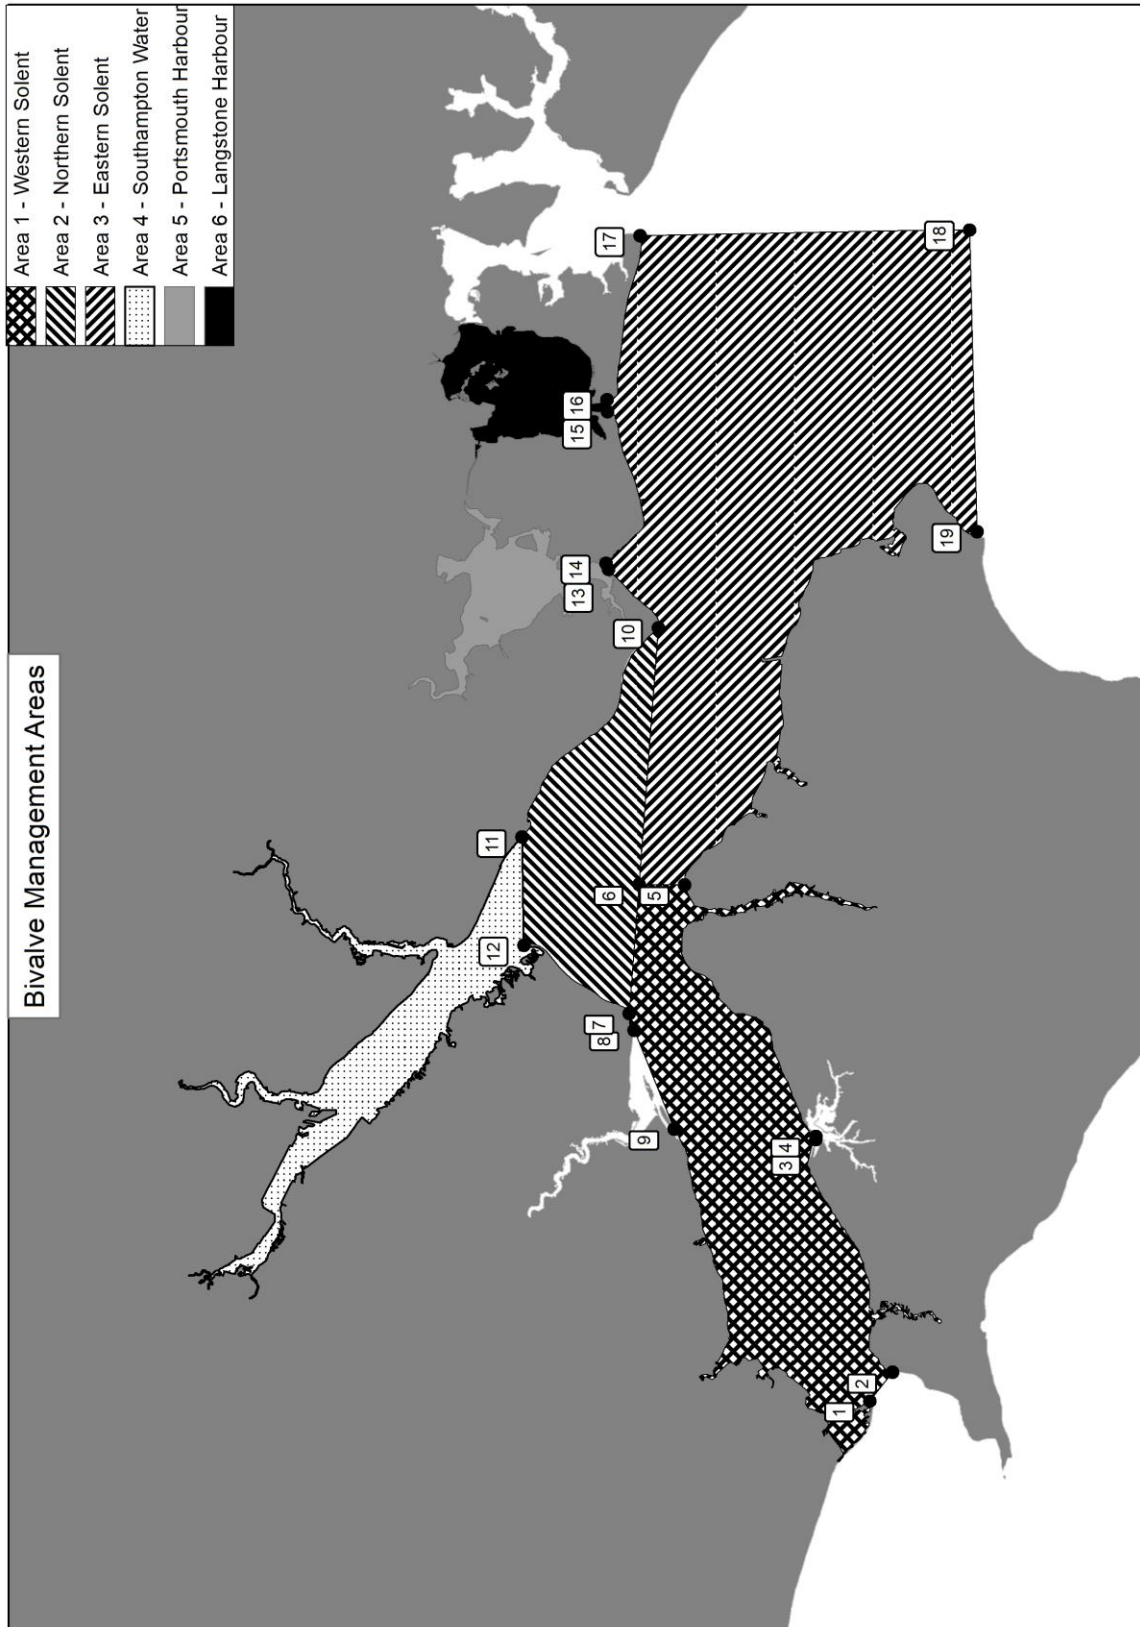 Bivalve Management Areas
Area 1 - Western Solent
Area 2 - Northern Solent
Area 3 - Eastern Solent
Area 4 - Southampton Water
Area 5 - Portsmouth Harbour
Area 6 - Langstone Harbour
1
2
3
4
5
6
7
8
9
10
11
12
13
14
15
16
17
18
19